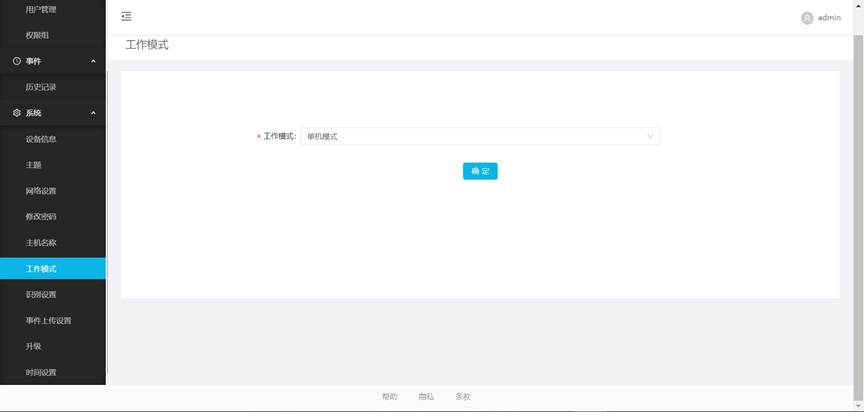 用户管理
权限组
事件
历史记录
系统
设备信息
主题
网络设置
修改密码
主机名称
工作模式
识别设置
事件上传设置
升级
时间设置
admin
工作模式
* 工作模式: 单机模式
确 定
帮助 隐私 条款